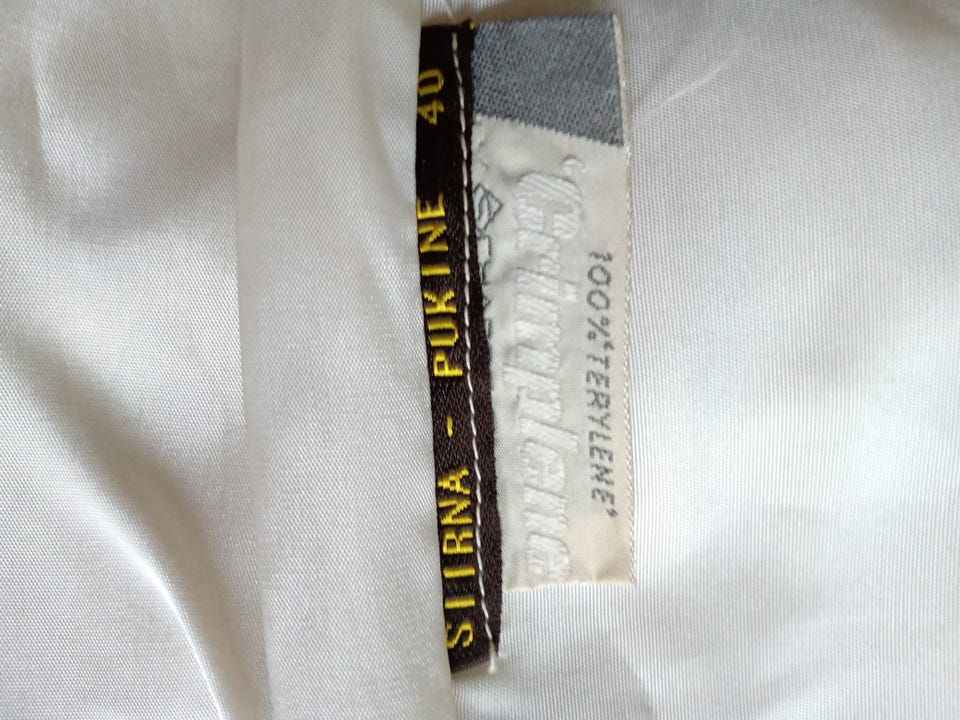 SIIRNA - PUKINE 40
100% ‘TERYLENE’
‘Crimplene